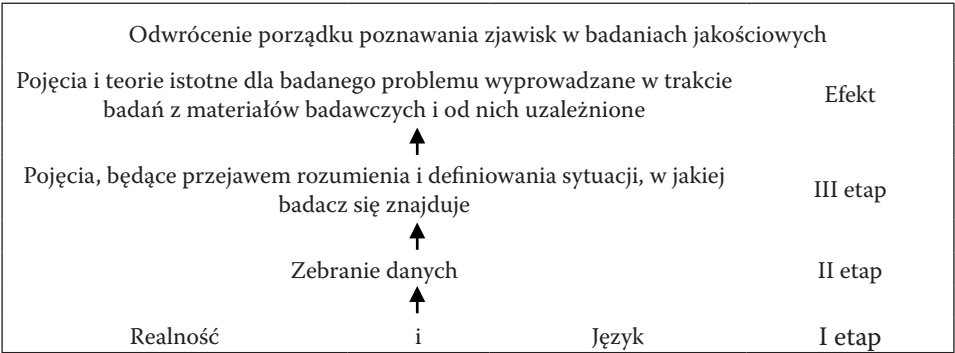 Odwrócenie porządku poznawania zjawisk w badaniach jakościowych
Pojęcia i teorie istotne dla badanego problemu wyprowadzane w trakcie
badań z materiałów badawczych i od nich uzależnione
Efekt
Pojęcia, będące przejawem rozumienia i definiowania sytuacji, w jakiej
badacz się znajduje
III etap
Zebranie danych II etap
Realność i Język I etap